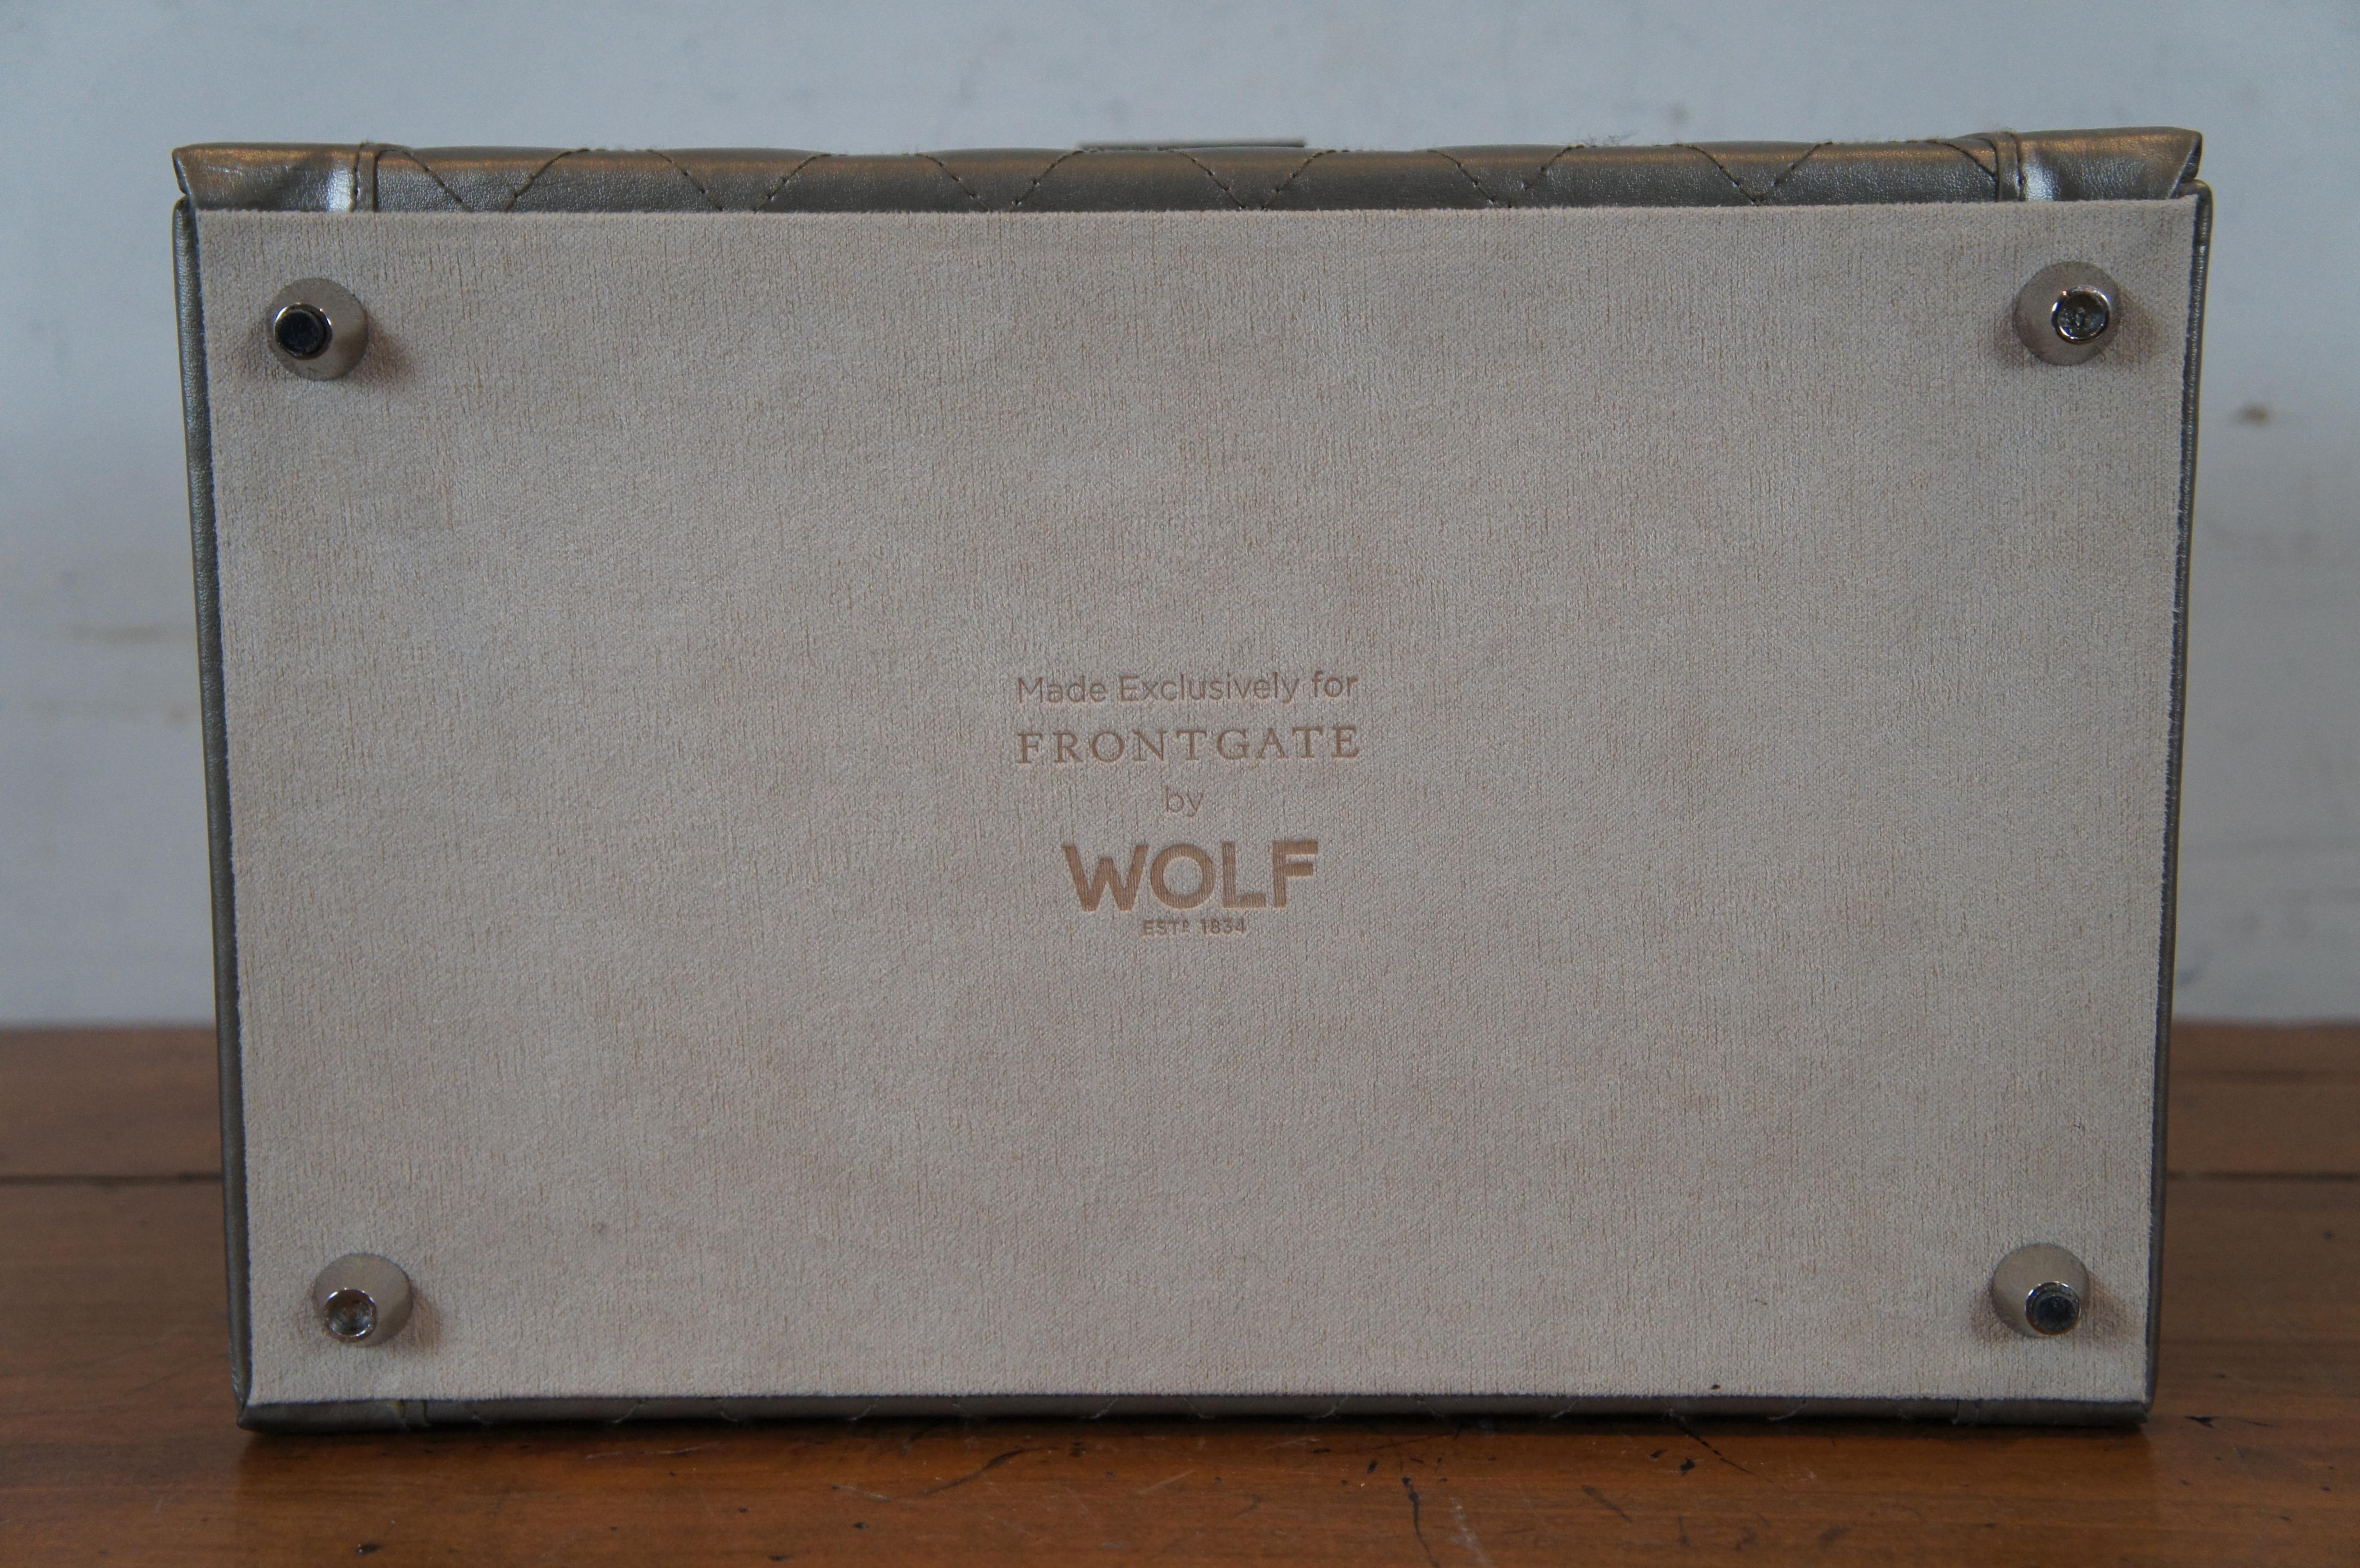 Made Exclusively for
FRONTGATE
by
WOLF
ESTD 1834